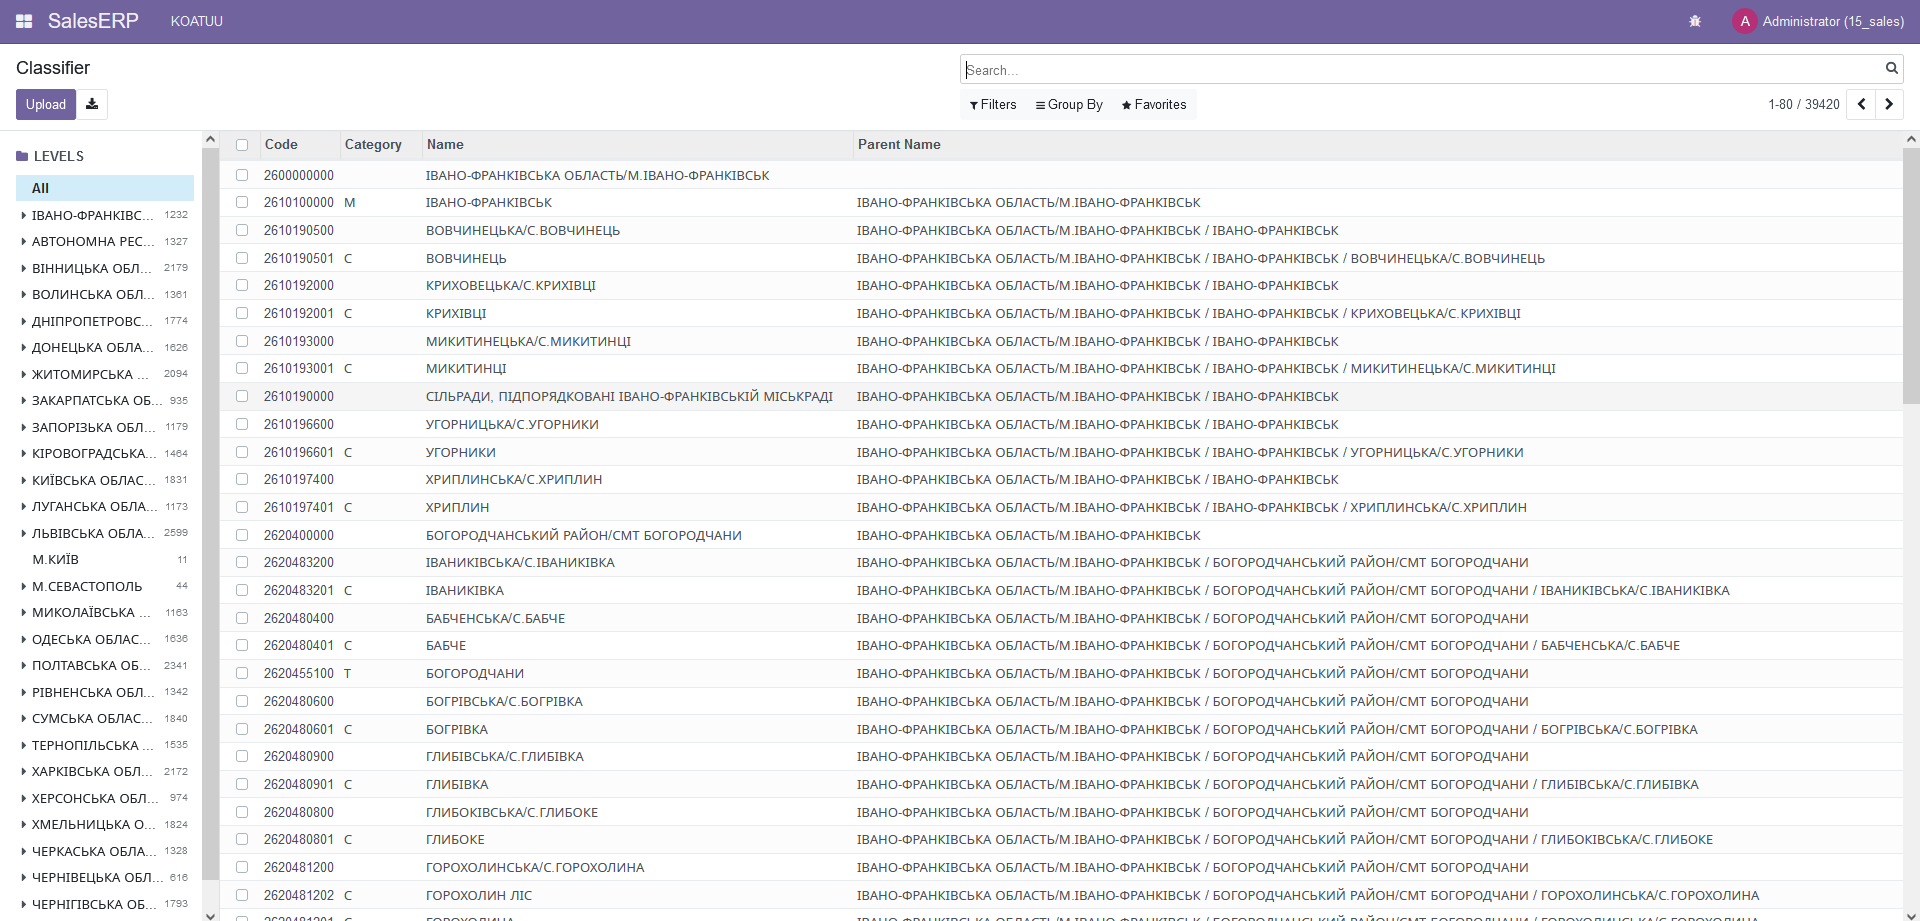 SalesERP KOATUU Administrator (15_sales)
A
Classifier
Search...
Upload
Filters Group By Favorites
1-80 / 39420
LEVELS
All
ІВАНО-ФРАНКІВС... 1232
АВТОНОМНА РЕС... 1327
ВІННИЦЬКА ОБЛ... 2179
ВОЛИНСЬКА ОБЛ... 1361
ДНІПРОПЕТРОВС... 1774
ДОНЕЦЬКА ОБЛА... 1626
ЖИТОМИРСЬКА ... 2094
ЗАКАРПАТСЬКА ОБ... 935
ЗАПОРІЗЬКА ОБЛ... 1179
КІРОВОГРАДСЬКА... 1464
КИЇВСЬКА ОБЛАС... 1831
ЛУГАНСЬКА ОБЛА... 1173
ЛЬВІВСЬКА ОБЛА... 2599
М.КИЇВ 11
М.СЕВАСТОПОЛЬ 44
МИКОЛАЇВСЬКА ... 1163
ОДЕСЬКА ОБЛАС... 1636
ПОЛТАВСЬКА ОБ... 2341
РІВНЕНСЬКА ОБЛ... 1342
СУМСЬКА ОБЛАС... 1840
ТЕРНОПІЛЬСЬКА ... 1535
ХАРКІВСЬКА ОБЛ... 2172
ХЕРСОНСЬКА ОБЛ... 974
ХМЕЛЬНИЦЬКА О... 1824
ЧЕРКАСЬКА ОБЛА... 1328
ЧЕРНІВЕЦЬКА ОБЛ... 616
ЧЕРНІГІВСЬКА ОБ... 1793
Code Category Name Parent Name
2600000000 ІВАНО-ФРАНКІВСЬКА ОБЛАСТЬ/М.ІВАНО-ФРАНКІВСЬК
2610100000 М ІВАНО-ФРАНКІВСЬК ІВАНО-ФРАНКІВСЬКА ОБЛАСТЬ/М.ІВАНО-ФРАНКІВСЬК
2610190500 ВОВЧИНЕЦЬКА/С.ВОВЧИНЕЦЬ ІВАНО-ФРАНКІВСЬКА ОБЛАСТЬ/М.ІВАНО-ФРАНКІВСЬК / ІВАНО-ФРАНКІВСЬК
2610190501 С ВОВЧИНЕЦЬ ІВАНО-ФРАНКІВСЬКА ОБЛАСТЬ/М.ІВАНО-ФРАНКІВСЬК / ІВАНО-ФРАНКІВСЬК / ВОВЧИНЕЦЬКА/С.ВОВЧИНЕЦЬ
2610192000 КРИХОВЕЦЬКА/С.КРИХІВЦІ ІВАНО-ФРАНКІВСЬКА ОБЛАСТЬ/М.ІВАНО-ФРАНКІВСЬК / ІВАНО-ФРАНКІВСЬК
2610192001 С КРИХІВЦІ ІВАНО-ФРАНКІВСЬКА ОБЛАСТЬ/М.ІВАНО-ФРАНКІВСЬК / ІВАНО-ФРАНКІВСЬК / КРИХОВЕЦЬКА/С.КРИХІВЦІ
2610193000 МИКИТИНЕЦЬКА/С.МИКИТИНЦІ ІВАНО-ФРАНКІВСЬКА ОБЛАСТЬ/М.ІВАНО-ФРАНКІВСЬК / ІВАНО-ФРАНКІВСЬК
2610193001 С МИКИТИНЦІ ІВАНО-ФРАНКІВСЬКА ОБЛАСТЬ/М.ІВАНО-ФРАНКІВСЬК / ІВАНО-ФРАНКІВСЬК / МИКИТИНЕЦЬКА/С.МИКИТИНЦІ
2610190000 СІЛЬРАДИ, ПІДПОРЯДКОВАНІ ІВАНО-ФРАНКІВСЬКІЙ МІСЬКРАДІ ІВАНО-ФРАНКІВСЬКА ОБЛАСТЬ/М.ІВАНО-ФРАНКІВСЬК / ІВАНО-ФРАНКІВСЬК
2610196600 УГОРНИЦЬКА/С.УГОРНИКИ ІВАНО-ФРАНКІВСЬКА ОБЛАСТЬ/М.ІВАНО-ФРАНКІВСЬК / ІВАНО-ФРАНКІВСЬК
2610196601 С УГОРНИКИ ІВАНО-ФРАНКІВСЬКА ОБЛАСТЬ/М.ІВАНО-ФРАНКІВСЬК / ІВАНО-ФРАНКІВСЬК / УГОРНИЦЬКА/С.УГОРНИКИ
2610197400 ХРИПЛИНСЬКА/С.ХРИПЛИН ІВАНО-ФРАНКІВСЬКА ОБЛАСТЬ/М.ІВАНО-ФРАНКІВСЬК / ІВАНО-ФРАНКІВСЬК
2610197401 С ХРИПЛИН ІВАНО-ФРАНКІВСЬКА ОБЛАСТЬ/М.ІВАНО-ФРАНКІВСЬК / ІВАНО-ФРАНКІВСЬК / ХРИПЛИНСЬКА/С.ХРИПЛИН
2620400000 БОГОРОДЧАНСЬКИЙ РАЙОН/СМТ БОГОРОДЧАНИ ІВАНО-ФРАНКІВСЬКА ОБЛАСТЬ/М.ІВАНО-ФРАНКІВСЬК
2620483200 ІВАНИКІВСЬКА/С.ІВАНИКІВКА ІВАНО-ФРАНКІВСЬКА ОБЛАСТЬ/М.ІВАНО-ФРАНКІВСЬК / БОГОРОДЧАНСЬКИЙ РАЙОН/СМТ БОГОРОДЧАНИ
2620483201 С ІВАНИКІВКА ІВАНО-ФРАНКІВСЬКА ОБЛАСТЬ/М.ІВАНО-ФРАНКІВСЬК / БОГОРОДЧАНСЬКИЙ РАЙОН/СМТ БОГОРОДЧАНИ / ІВАНИКІВСЬКА/С.ІВАНИКІВКА
2620480400 БАБЧЕНСЬКА/С.БАБЧЕ ІВАНО-ФРАНКІВСЬКА ОБЛАСТЬ/М.ІВАНО-ФРАНКІВСЬК / БОГОРОДЧАНСЬКИЙ РАЙОН/СМТ БОГОРОДЧАНИ
2620480401 С БАБЧЕ ІВАНО-ФРАНКІВСЬКА ОБЛАСТЬ/М.ІВАНО-ФРАНКІВСЬК / БОГОРОДЧАНСЬКИЙ РАЙОН/СМТ БОГОРОДЧАНИ / БАБЧЕНСЬКА/С.БАБЧЕ
2620455100 Т БОГОРОДЧАНИ ІВАНО-ФРАНКІВСЬКА ОБЛАСТЬ/М.ІВАНО-ФРАНКІВСЬК / БОГОРОДЧАНСЬКИЙ РАЙОН/СМТ БОГОРОДЧАНИ
2620480600 БОГРІВСЬКА/С.БОГРІВКА ІВАНО-ФРАНКІВСЬКА ОБЛАСТЬ/М.ІВАНО-ФРАНКІВСЬК / БОГОРОДЧАНСЬКИЙ РАЙОН/СМТ БОГОРОДЧАНИ
2620480601 С БОГРІВКА ІВАНО-ФРАНКІВСЬКА ОБЛАСТЬ/М.ІВАНО-ФРАНКІВСЬК / БОГОРОДЧАНСЬКИЙ РАЙОН/СМТ БОГОРОДЧАНИ / БОГРІВСЬКА/С.БОГРІВКА
2620480900 ГЛИБІВСЬКА/С.ГЛИБІВКА ІВАНО-ФРАНКІВСЬКА ОБЛАСТЬ/М.ІВАНО-ФРАНКІВСЬК / БОГОРОДЧАНСЬКИЙ РАЙОН/СМТ БОГОРОДЧАНИ
2620480901 С ГЛИБІВКА ІВАНО-ФРАНКІВСЬКА ОБЛАСТЬ/М.ІВАНО-ФРАНКІВСЬК / БОГОРОДЧАНСЬКИЙ РАЙОН/СМТ БОГОРОДЧАНИ / ГЛИБІВСЬКА/С.ГЛИБІВКА
2620480800 ГЛИБОКІВСЬКА/С.ГЛИБОКЕ ІВАНО-ФРАНКІВСЬКА ОБЛАСТЬ/М.ІВАНО-ФРАНКІВСЬК / БОГОРОДЧАНСЬКИЙ РАЙОН/СМТ БОГОРОДЧАНИ
2620480801 С ГЛИБОКЕ ІВАНО-ФРАНКІВСЬКА ОБЛАСТЬ/М.ІВАНО-ФРАНКІВСЬК / БОГОРОДЧАНСЬКИЙ РАЙОН/СМТ БОГОРОДЧАНИ / ГЛИБОКІВСЬКА/С.ГЛИБОКЕ
2620481200 ГОРОХОЛИНСЬКА/С.ГОРОХОЛИНА ІВАНО-ФРАНКІВСЬКА ОБЛАСТЬ/М.ІВАНО-ФРАНКІВСЬК / БОГОРОДЧАНСЬКИЙ РАЙОН/СМТ БОГОРОДЧАНИ
2620481202 С ГОРОХОЛИН ЛІС ІВАНО-ФРАНКІВСЬКА ОБЛАСТЬ/М.ІВАНО-ФРАНКІВСЬК / БОГОРОДЧАНСЬКИЙ РАЙОН/СМТ БОГОРОДЧАНИ / ГОРОХОЛИНСЬКА/С.ГОРОХОЛИНА